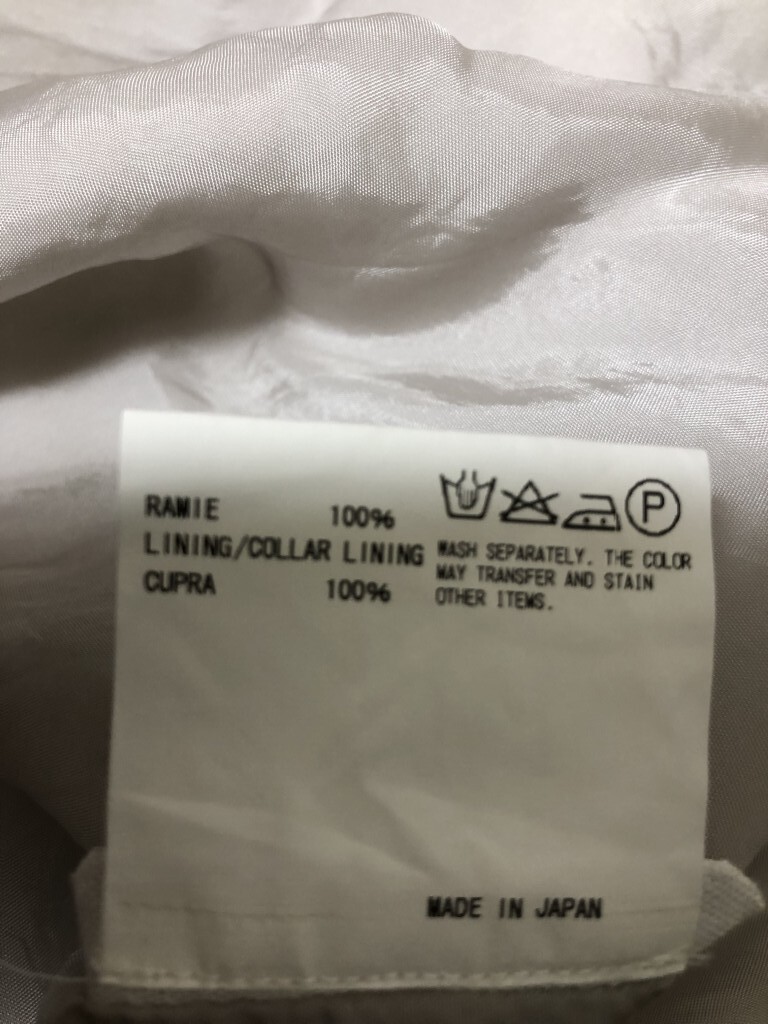 RAMIE 100%
LINING/COLLAR LINING
CUPRA 100%
P
WASH SEPARATELY. THE COLOR
MAY TRANSFER AND STAIN
OTHER ITEMS.
MADE IN JAPAN